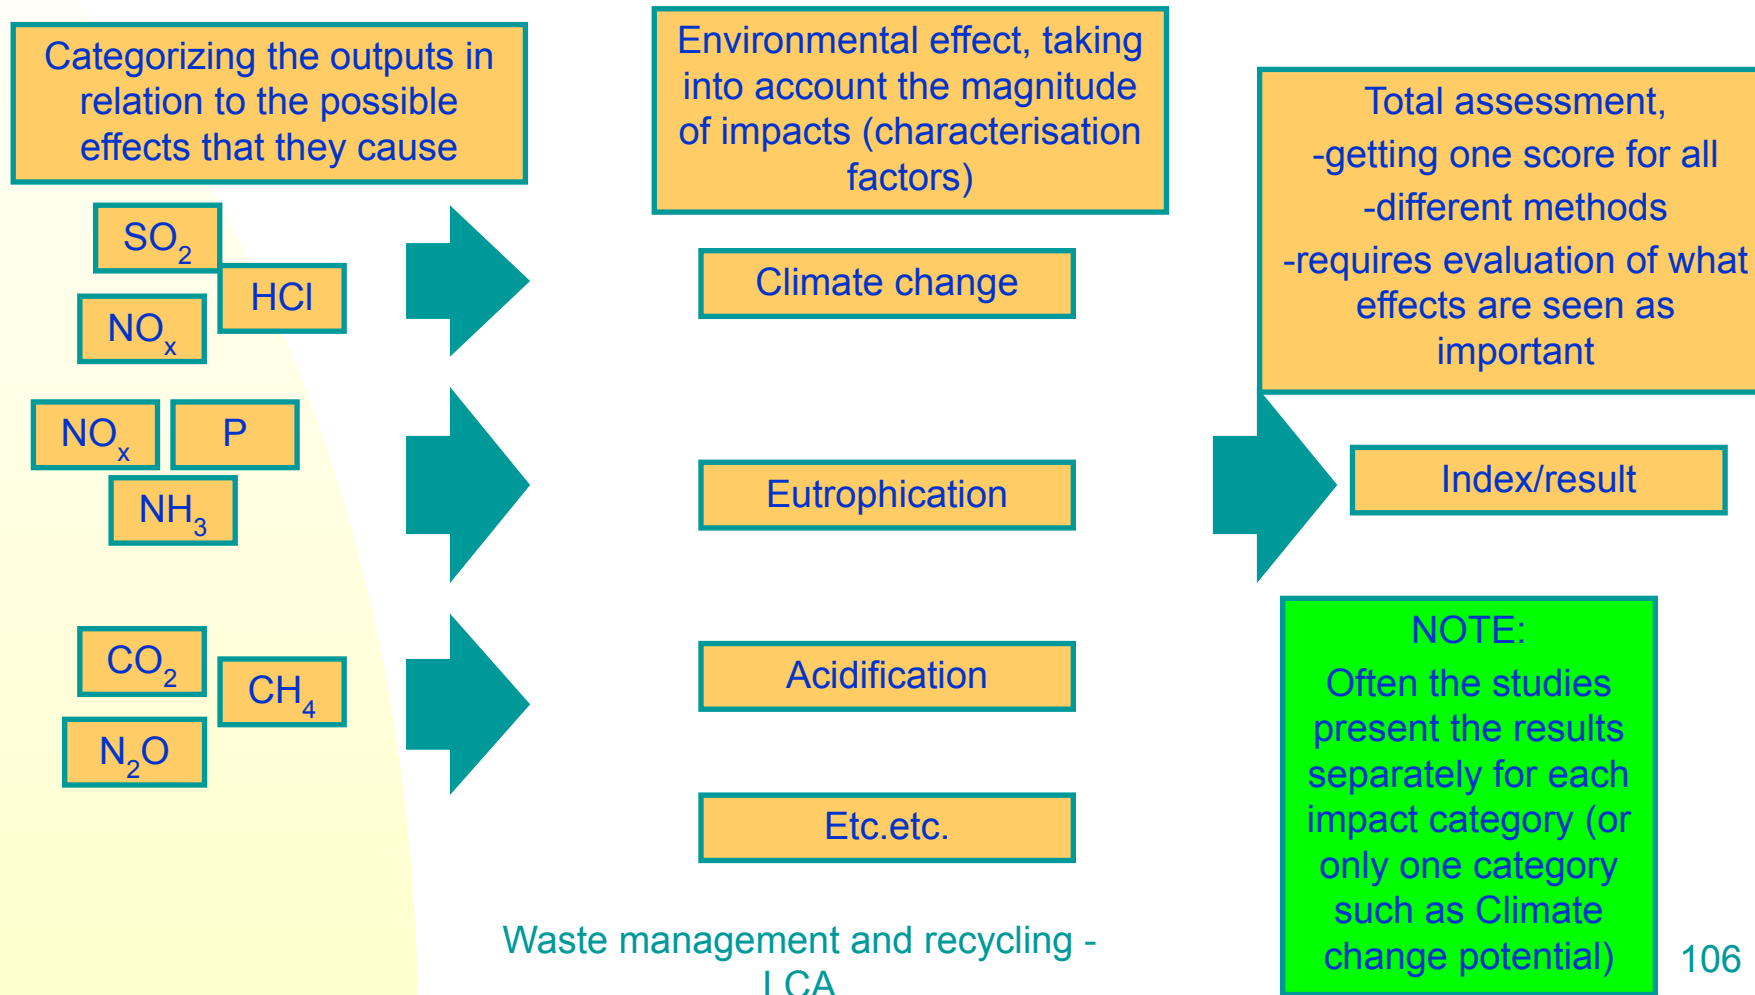 Categorizing the outputs in
relation to the possible
effects that they cause
Environmental effect, taking
into account the magnitude
of impacts (characterisation
factors)
Total assessment,
-getting one score for all
-different methods
-requires evaluation of what
effects are seen as
important
SO2
HCl
NOx
Climate change
NOx
P
NH3
Eutrophication
Index/result
CO2
CH4
N2O
Acidification
Etc.etc.
NOTE:
Often the studies
present the results
separately for each
impact category (or
only one category
such as Climate
change potential)
Waste management and recycling -
LCA
106